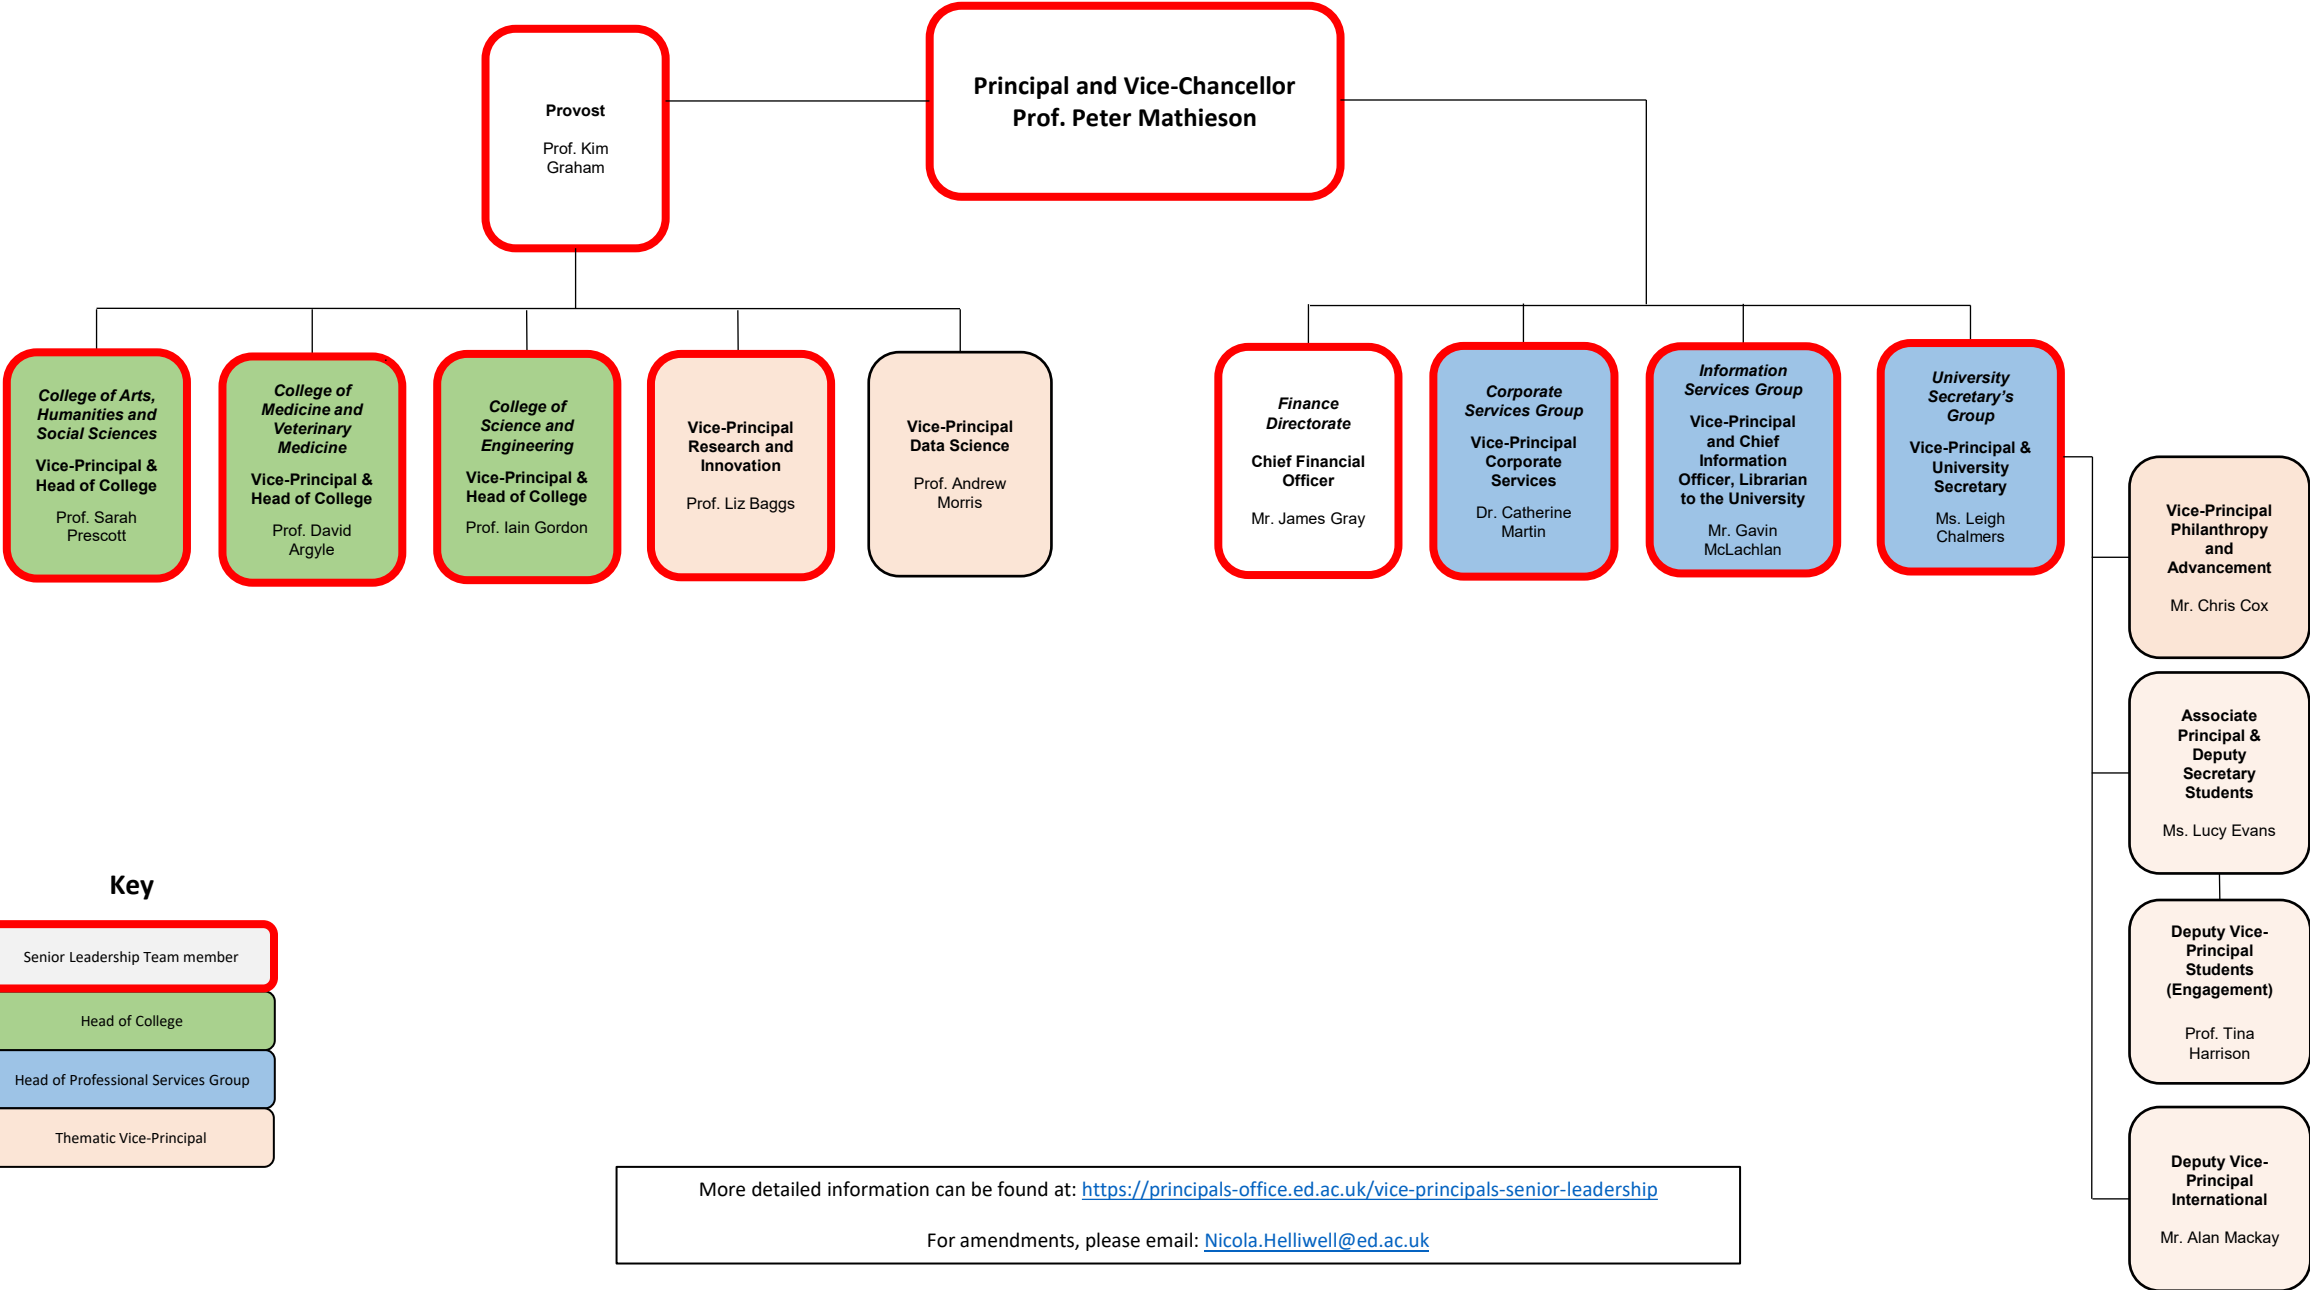 Principal and Vice-Chancellor
Prof. Peter Mathieson
Provost
Prof. Kim
Graham
College of Arts,
Humanities and
Social Sciences
Vice-Principal &
Head of College
Prof. Sarah
Prescott
College of
Medicine and
Veterinary
Medicine
Vice-Principal &
Head of College
Prof. David
Argyle
College of
Science and
Engineering
Vice-Principal &
Head of College
Prof. Iain Gordon
Vice-Principal
Research and
Innovation
Prof. Liz Baggs
Vice-Principal
Data Science
Prof. Andrew
Morris
Finance
Directorate
Chief Financial
Officer
Mr. James Gray
Corporate
Services Group
Vice-Principal
Corporate
Services
Dr. Catherine
Martin
Information
Services Group
Vice-Principal
and Chief
Information
Officer, Librarian
to the University
Mr. Gavin
McLachlan
University
Secretary's
Group
Vice-Principal &
University
Secretary
Ms. Leigh
Chalmers
Vice-Principal
Philanthropy
and
Advancement
Mr. Chris Cox
Associate
Principal &
Deputy
Secretary
Students
Ms. Lucy Evans
Deputy Vice-
Principal
Students
(Engagement)
Prof. Tina
Harrison
Deputy Vice-
Principal
International
Mr. Alan Mackay
Key
Senior Leadership Team member
Head of College
Head of Professional Services Group
Thematic Vice-Principal
More detailed information can be found at: https://principals-office.ed.ac.uk/vice-principals-senior-leadership
For amendments, please email: Nicola.Helliwell@ed.ac.uk